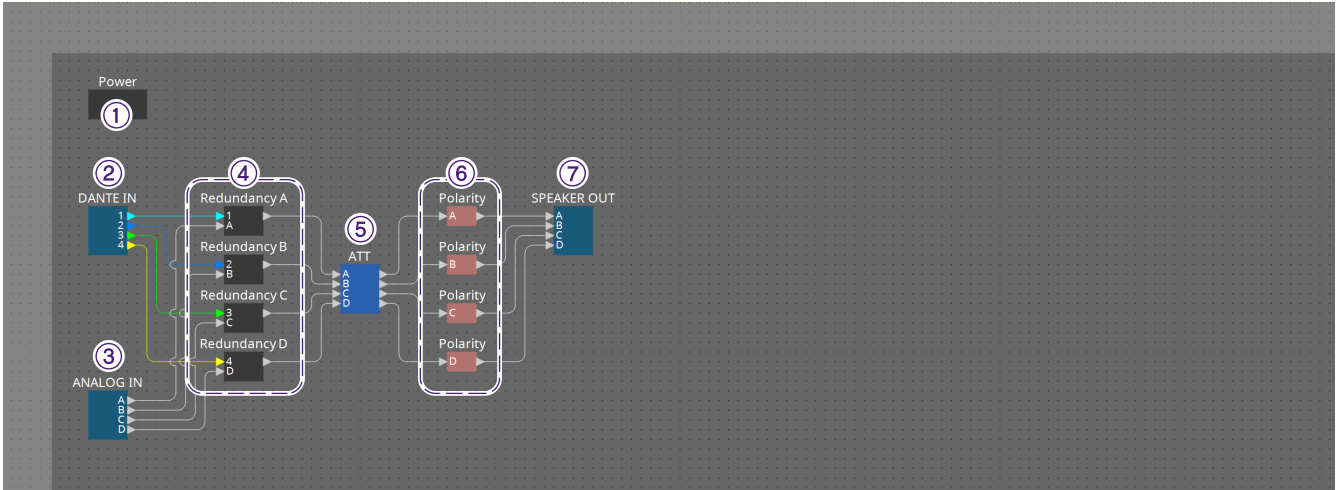 Power
①
②
DANTE IN
1
2
3
4
③
ANALOG IN
A
B
C
D
④
Redundancy A
1
A
Redundancy B
2
B
Redundancy C
3
C
Redundancy D
4
D
⑤
ATT
A
B
C
D
⑥
Polarity
A
Polarity
B
Polarity
C
Polarity
D
⑦
SPEAKER OUT
A
B
C
D